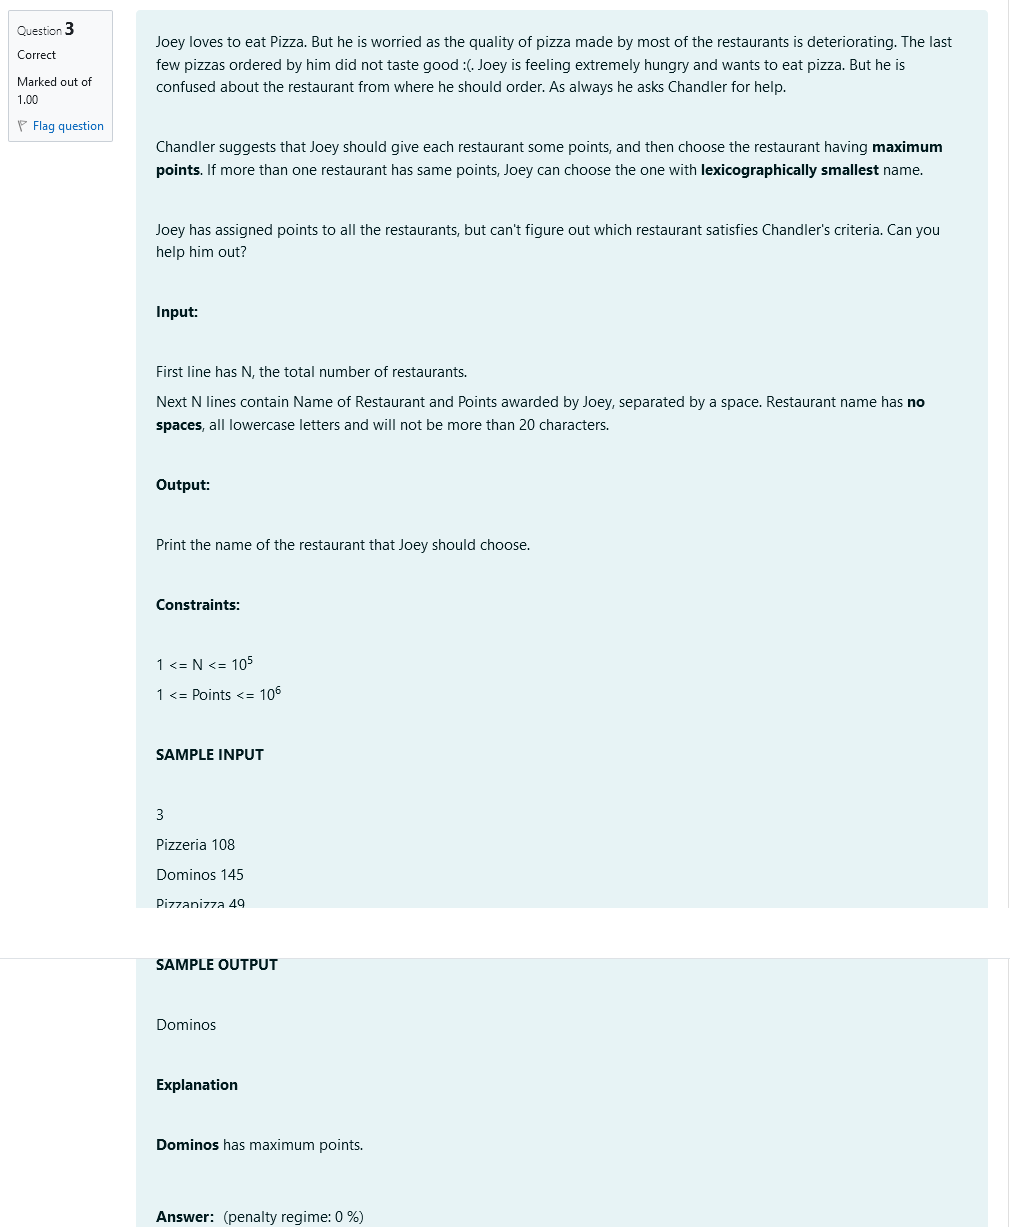 Question 3
Correct
Marked out of
1.00
Flag question
Joey loves to eat Pizza. But he is worried as the quality of pizza made by most of the restaurants is deteriorating. The last
few pizzas ordered by him did not taste good :(. Joey is feeling extremely hungry and wants to eat pizza. But he is
confused about the restaurant from where he should order. As always he asks Chandler for help.
Chandler suggests that Joey should give each restaurant some points, and then choose the restaurant having maximum
points. If more than one restaurant has same points, Joey can choose the one with lexicographically smallest name.
Joey has assigned points to all the restaurants, but can't figure out which restaurant satisfies Chandler's criteria. Can you
help him out?
Input:
First line has N, the total number of restaurants.
Next N lines contain Name of Restaurant and Points awarded by Joey, separated by a space. Restaurant name has no
spaces, all lowercase letters and will not be more than 20 characters.
Output:
Print the name of the restaurant that Joey should choose.
Constraints:
1 <= N <= 10⁵
1 <= Points <= 10⁶
SAMPLE INPUT
3
Pizzeria 108
Dominos 145
Pizzapizza 49
SAMPLE OUTPUT
Dominos
Explanation
Dominos has maximum points.
Answer: (penalty regime: 0 %)